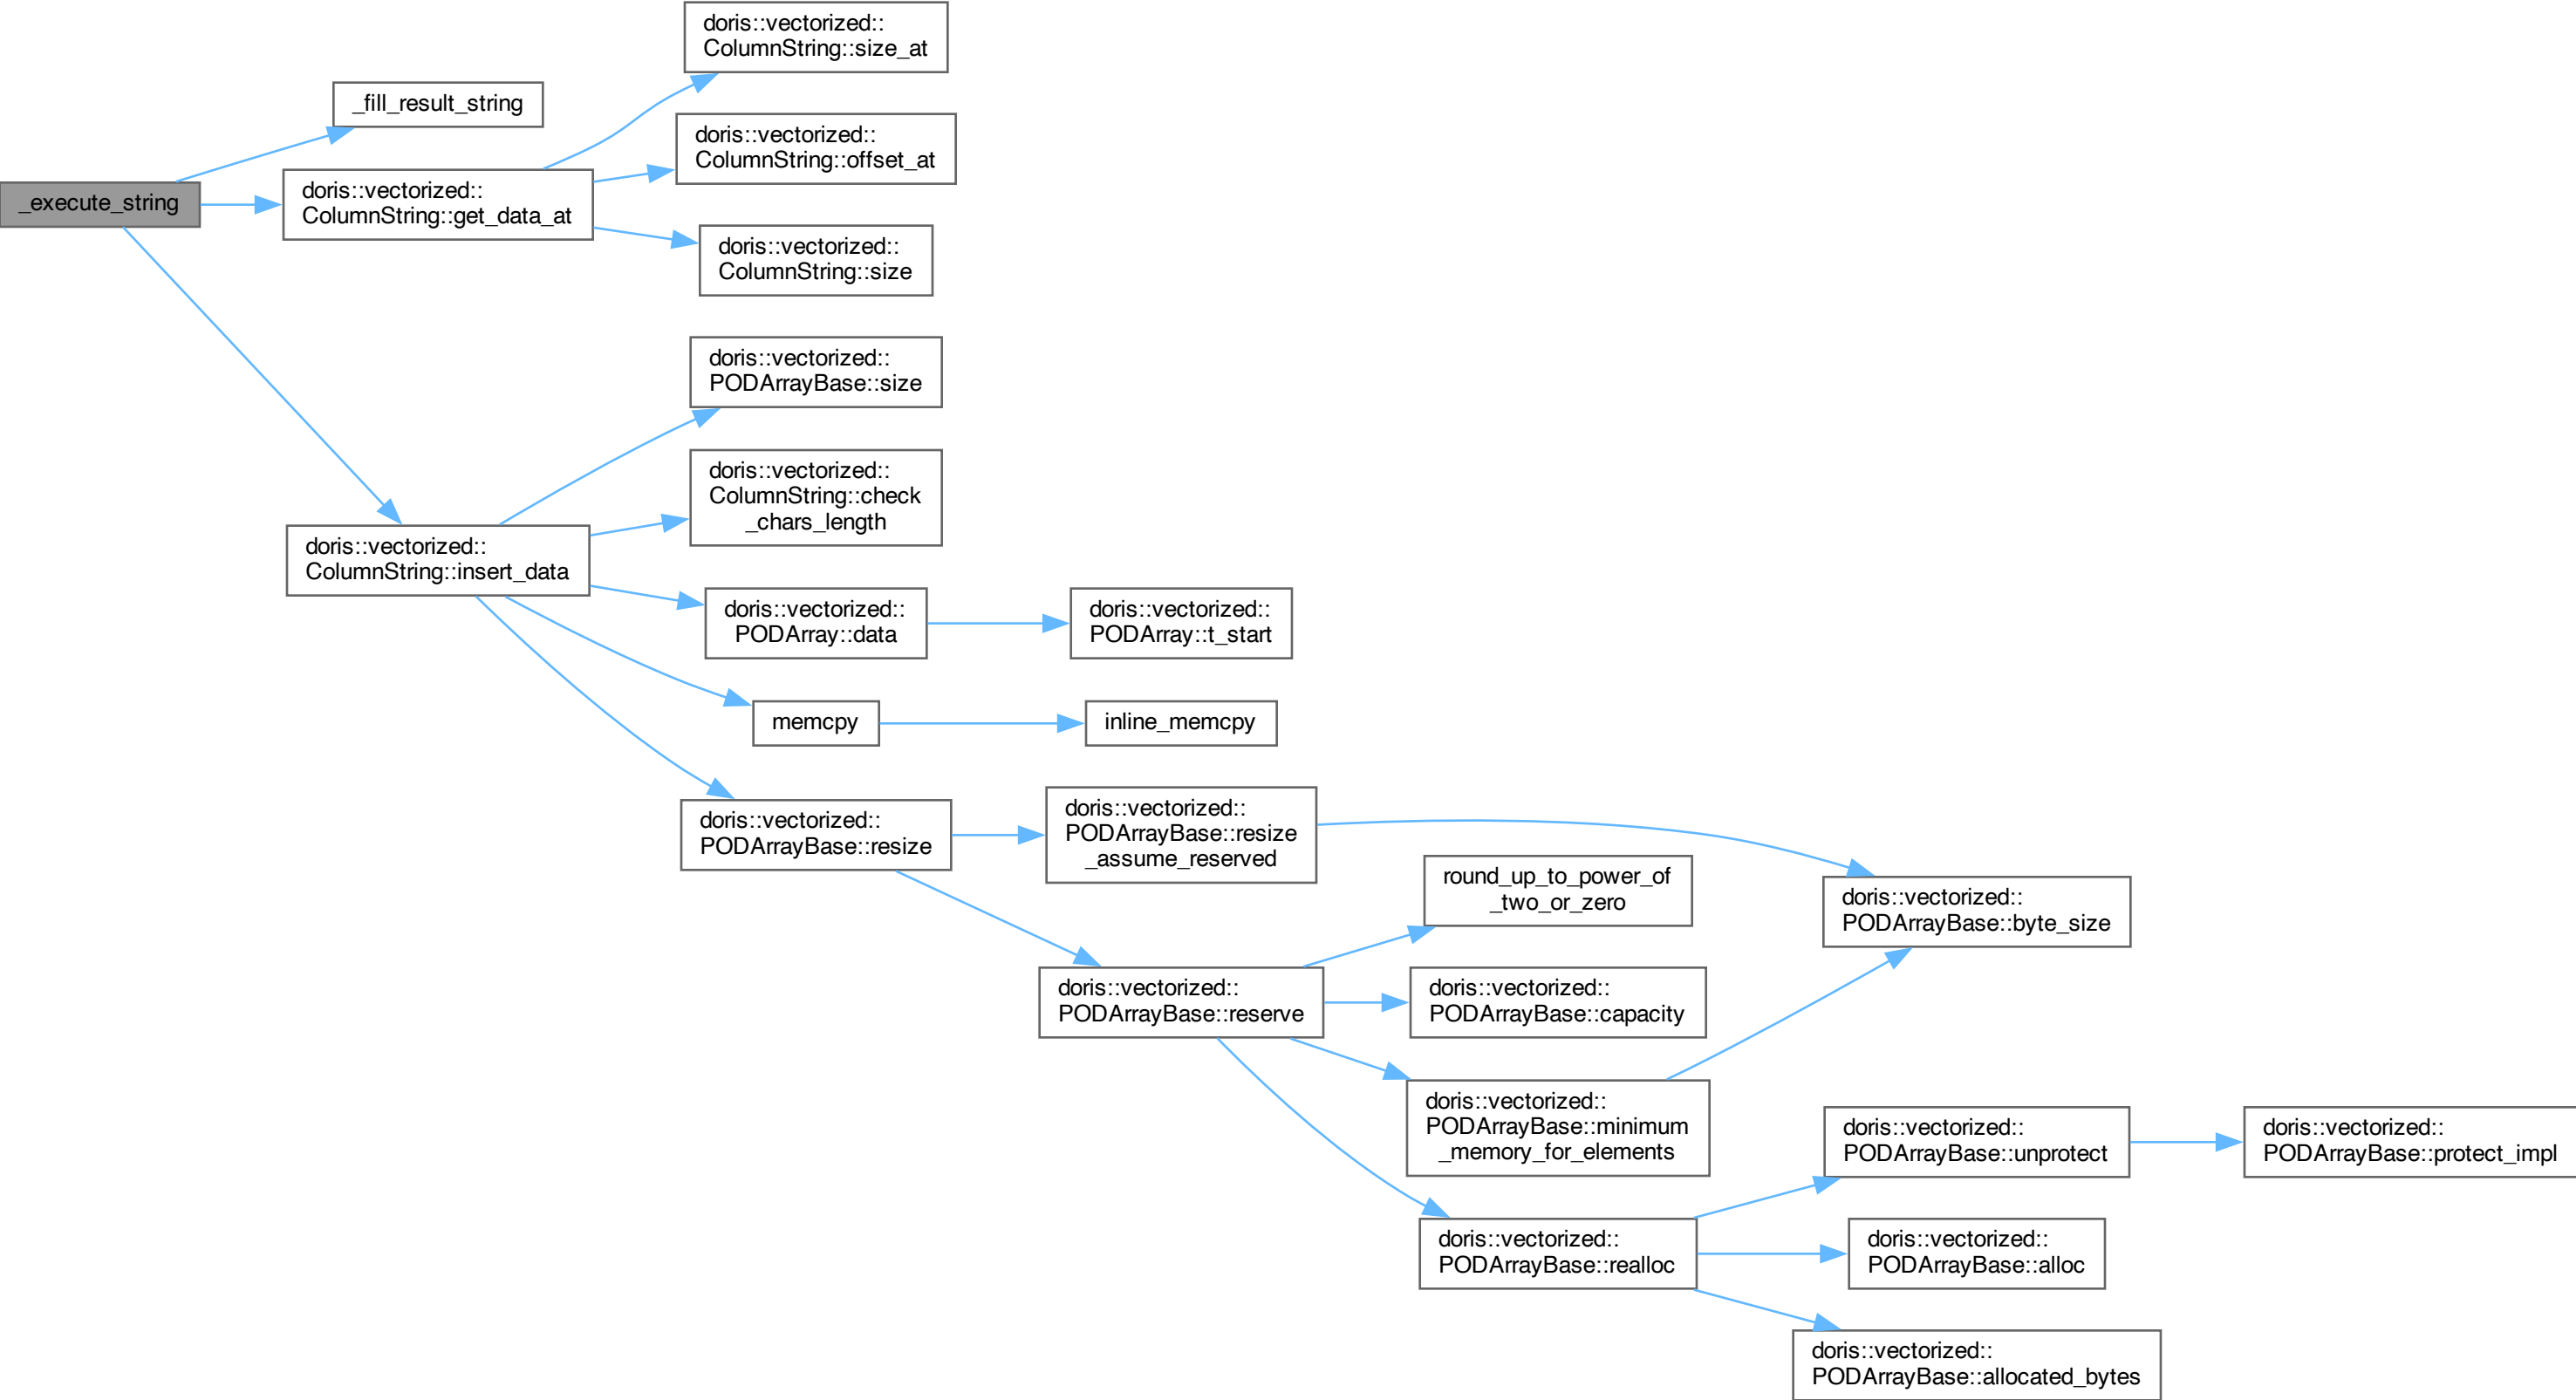 doris::vectorized::
ColumnString::size_at
_fill_result_string
doris::vectorized::
ColumnString::offset_at
_execute_string
doris::vectorized::
ColumnString::get_data_at
doris::vectorized::
ColumnString::size
doris::vectorized::
PODArrayBase::size
doris::vectorized::
ColumnString::check
_chars_length
doris::vectorized::
ColumnString::insert_data
doris::vectorized::
PODArray::data
doris::vectorized::
PODArray::t_start
memcpy
inline_memcpy
doris::vectorized::
PODArrayBase::resize
doris::vectorized::
PODArrayBase::resize
_assume_reserved
round_up_to_power_of
_two_or_zero
doris::vectorized::
PODArrayBase::byte_size
doris::vectorized::
PODArrayBase::reserve
doris::vectorized::
PODArrayBase::capacity
doris::vectorized::
PODArrayBase::minimum
_memory_for_elements
doris::vectorized::
PODArrayBase::unprotect
doris::vectorized::
PODArrayBase::protect_impl
doris::vectorized::
PODArrayBase::realloc
doris::vectorized::
PODArrayBase::alloc
doris::vectorized::
PODArrayBase::allocated_bytes